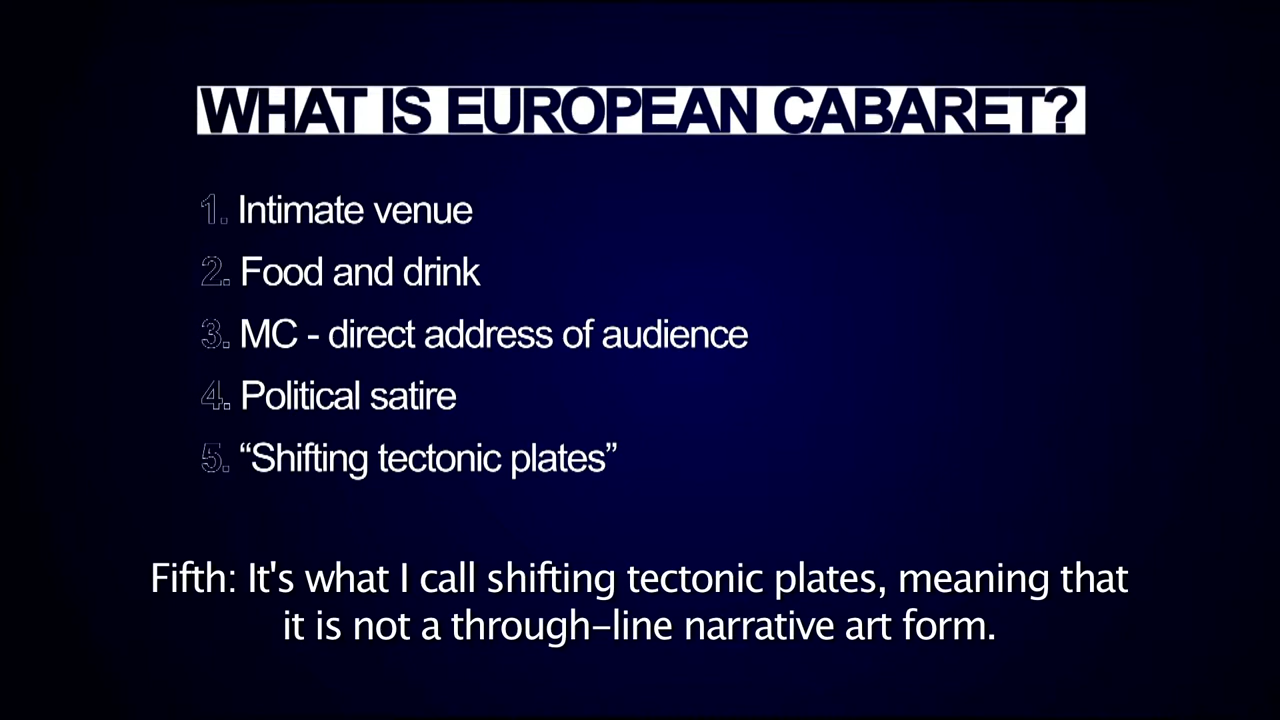 WHAT IS EUROPEAN CABARET?
1. Intimate venue
2. Food and drink
3. MC - direct address of audience
4. Political satire
5. “Shifting tectonic plates”
Fifth: It's what I call shifting tectonic plates, meaning that
it is not a through–line narrative art form.